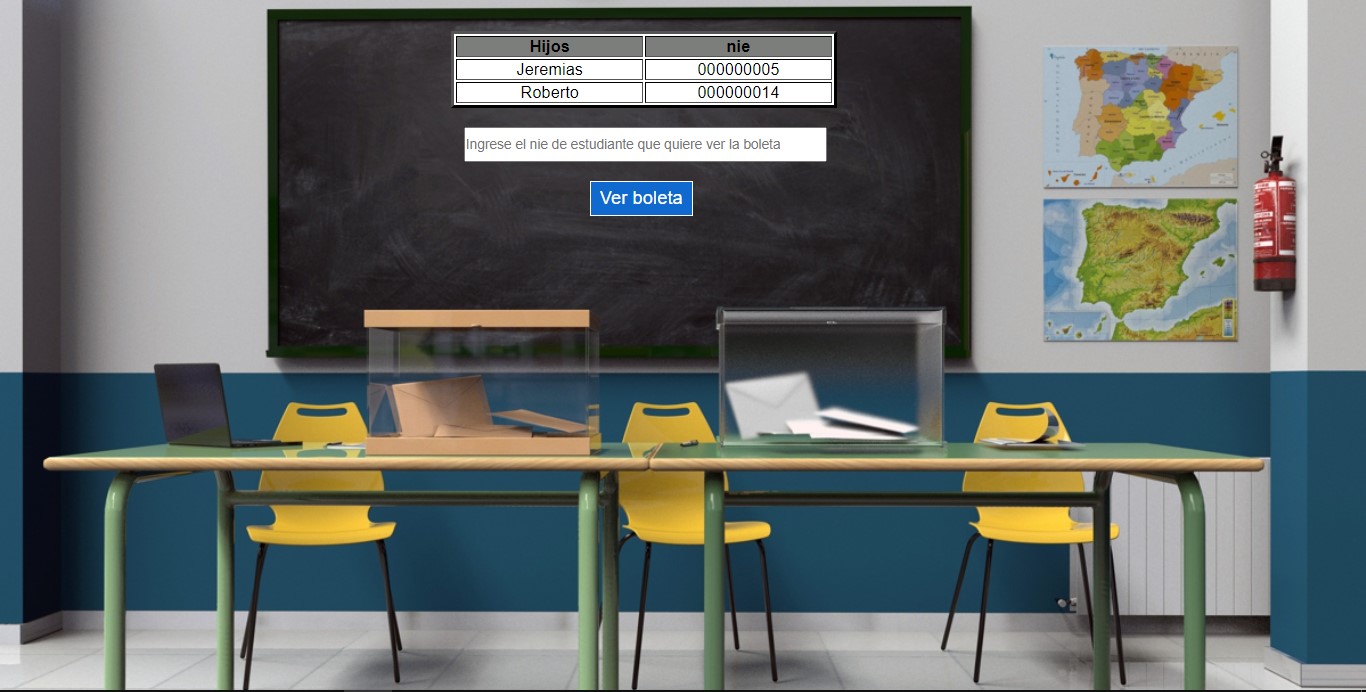 Hijos nie
Jeremias 000000005
Roberto 000000014
Ingrese el nie de estudiante que quiere ver la boleta
Ver boleta